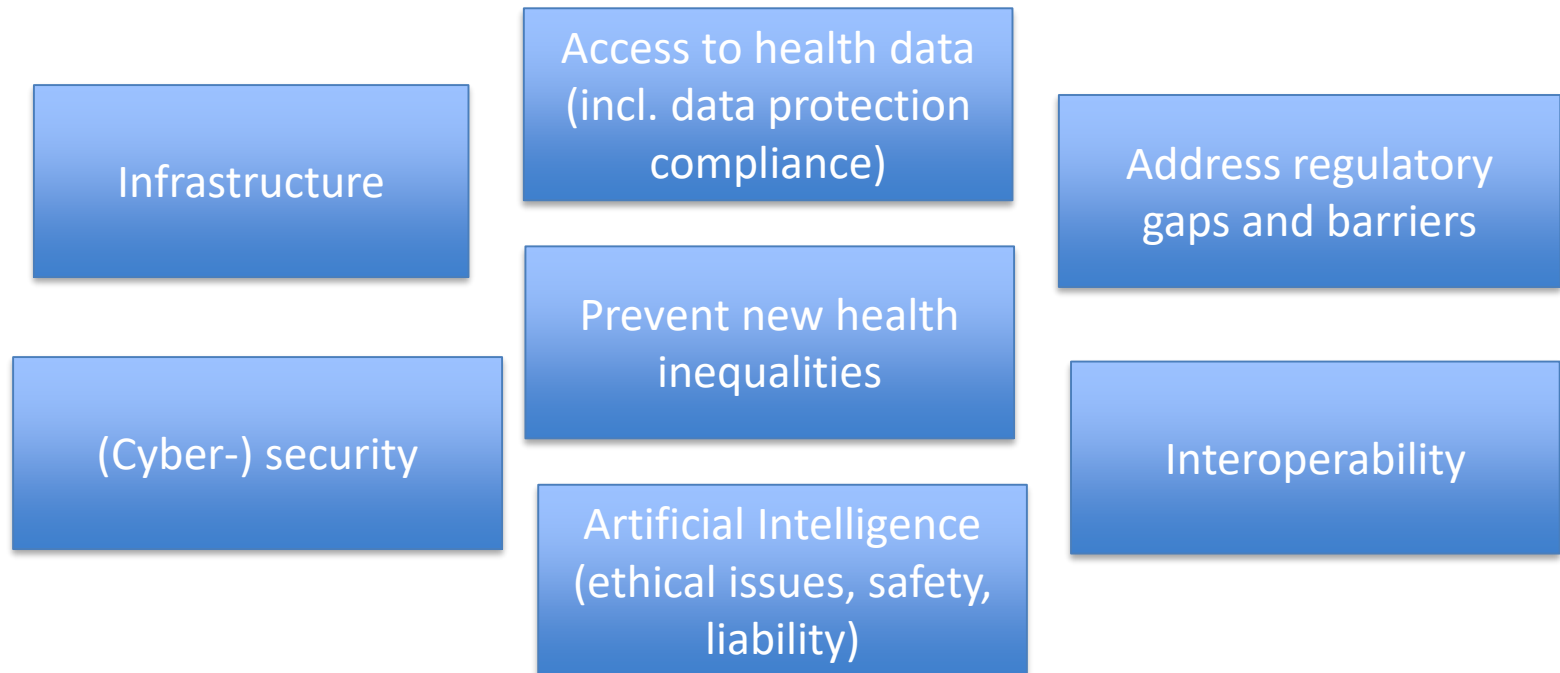 Infrastructure
Access to health data
(incl. data protection
compliance)
Address regulatory
gaps and barriers
Prevent new health
inequalities
(Cyber-) security
Interoperability
Artificial Intelligence
(ethical issues, safety,
liability)